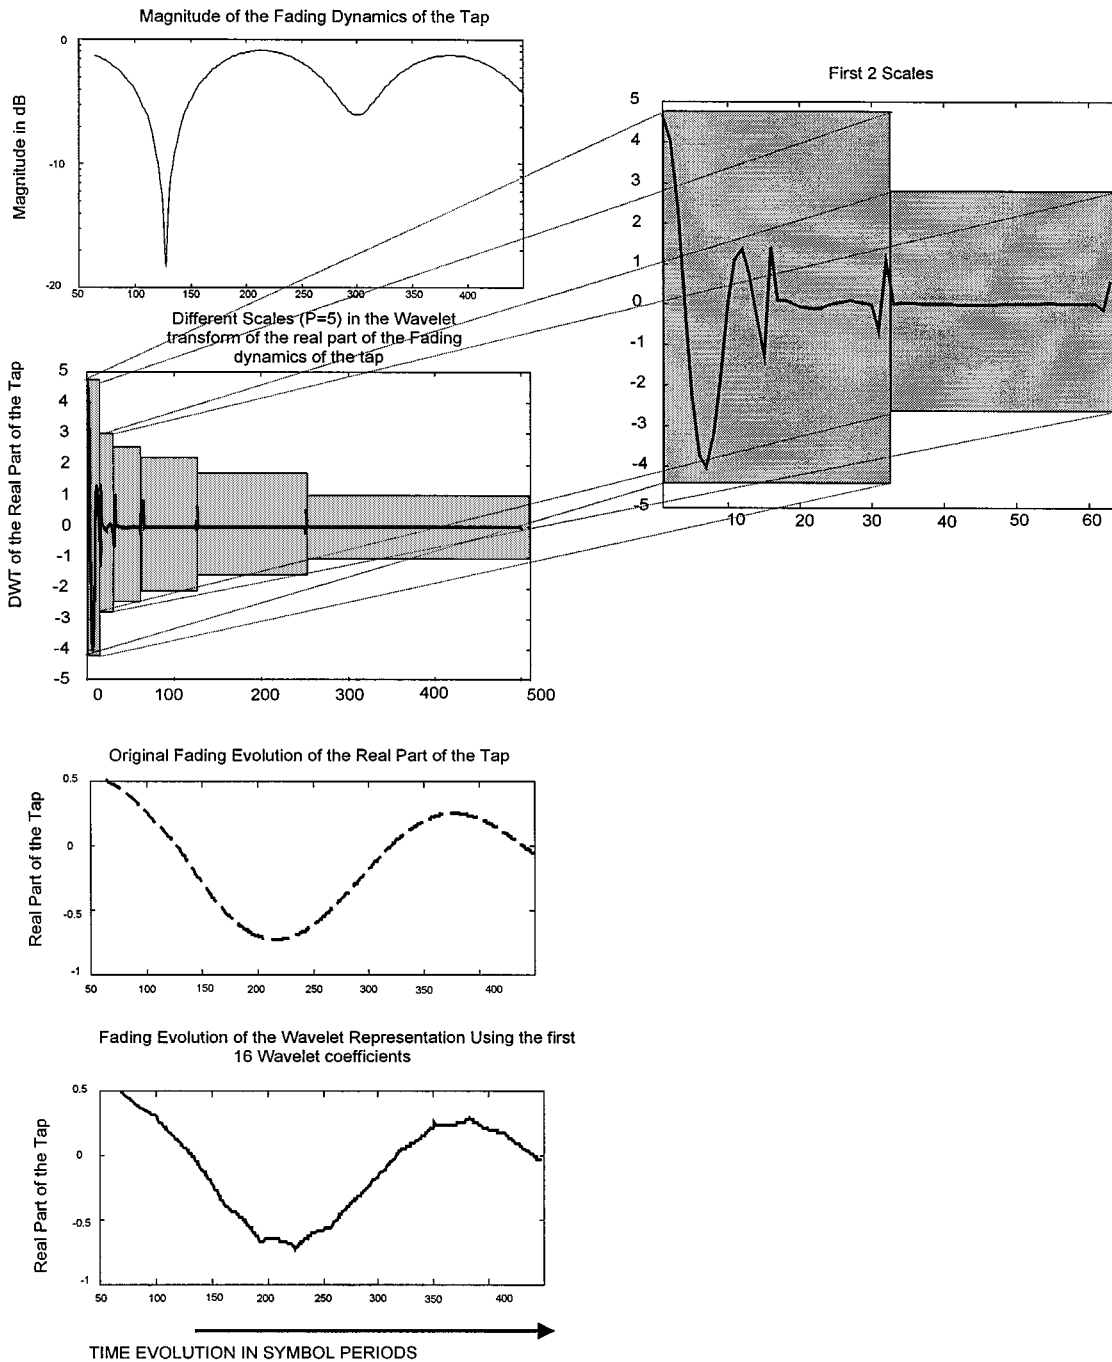 Magnitude of the Fading Dynamics of the Tap
0
-10
-20
Magnitude in dB
50 100 150 200 250 300 350 400
First 2 Scales
5
4
3
2
1
0
-1
-2
-3
-4
-5
10 20 30 40 50 60
Different Scales (P=5) in the Wavelet
transform of the real part of the Fading
dynamics of the tap
5
4
3
2
1
0
-1
-2
-3
-4
-5
DWT of the Real Part of the Tap
0 100 200 300 400 500
Original Fading Evolution of the Real Part of the Tap
0.5
0
-0.5
-1
Real Part of the Tap
50 100 150 200 250 300 350 400
Fading Evolution of the Wavelet Representation Using the first
16 Wavelet coefficients
0.5
0
-0.5
-1
Real Part of the Tap
50 100 150 200 250 300 350 400
TIME EVOLUTION IN SYMBOL PERIODS